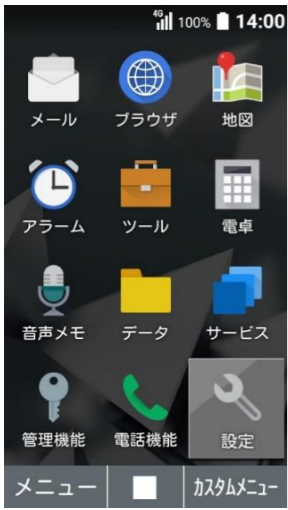 4G 100% 14:00
メール ブラウザ 地図
アラーム ツール 電卓
音声メモ データ サービス
管理機能 電話機能 設定
メニュー カスタムメニュー